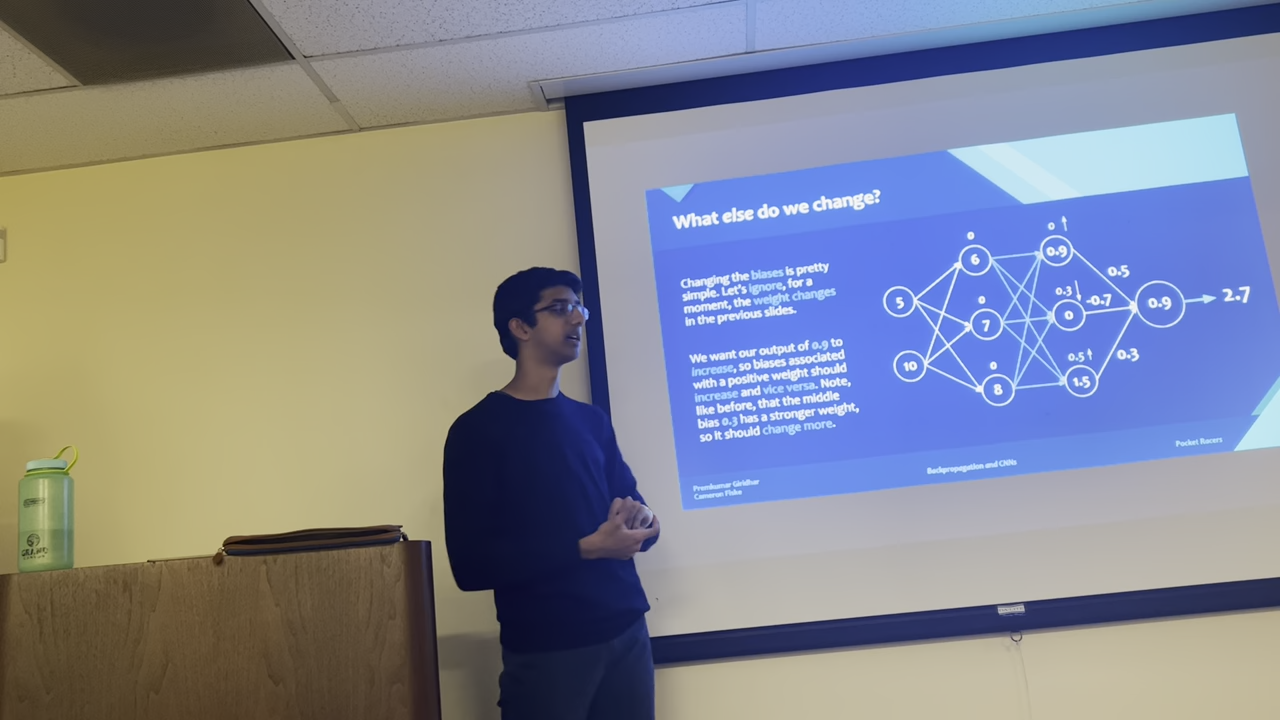 What else do we change?
Changing the biases is pretty
simple. Let's ignore, for a
moment, the weight changes
in the previous slides.
We want our output of 0.9 to
increase, so biases associated
with a positive weight should
increase and vice versa. Note,
like before, that the middle
bias 0.3 has a stronger weight,
so it should change more.
0
0 ↑
6
0.9
0.5
5
0
0.3 ↓
-0.7
0.9
2.7
7
0
10
0
0.5 ↑
0.3
8
1.5
Premkumar Giridhar
Cameron Fiske
Backpropagation and CNNs
Pocket Racers
GRAND